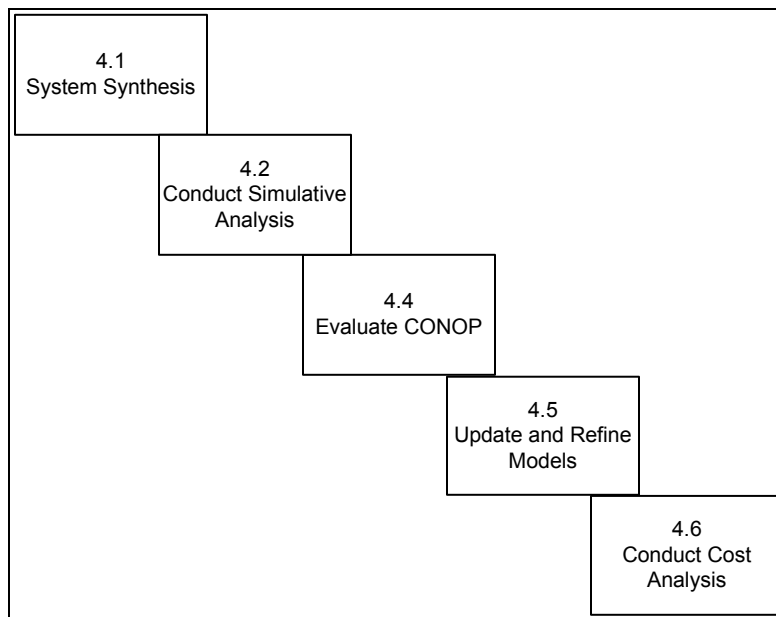 4.1
System Synthesis
4.2
Conduct Simulative
Analysis
4.4
Evaluate CONOP
4.5
Update and Refine
Models
4.6
Conduct Cost
Analysis